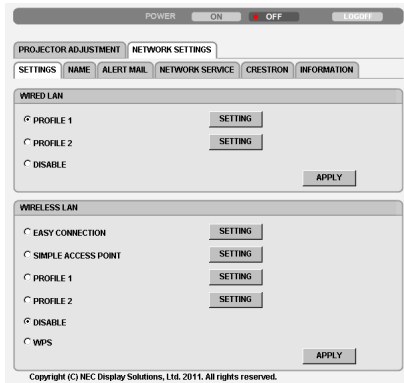 POWER ON OFF LOGOFF
PROJECTOR ADJUSTMENT NETWORK SETTINGS
SETTINGS NAME ALERT MAIL NETWORK SERVICE CRESTRON INFORMATION
WIRED LAN
PROFILE 1 SETTING
PROFILE 2 SETTING
DISABLE
APPLY
WIRELESS LAN
EASY CONNECTION SETTING
SIMPLE ACCESS POINT SETTING
PROFILE 1 SETTING
PROFILE 2 SETTING
DISABLE
WPS
APPLY
Copyright (C) NEC Display Solutions, Ltd. 2011. All rights reserved.